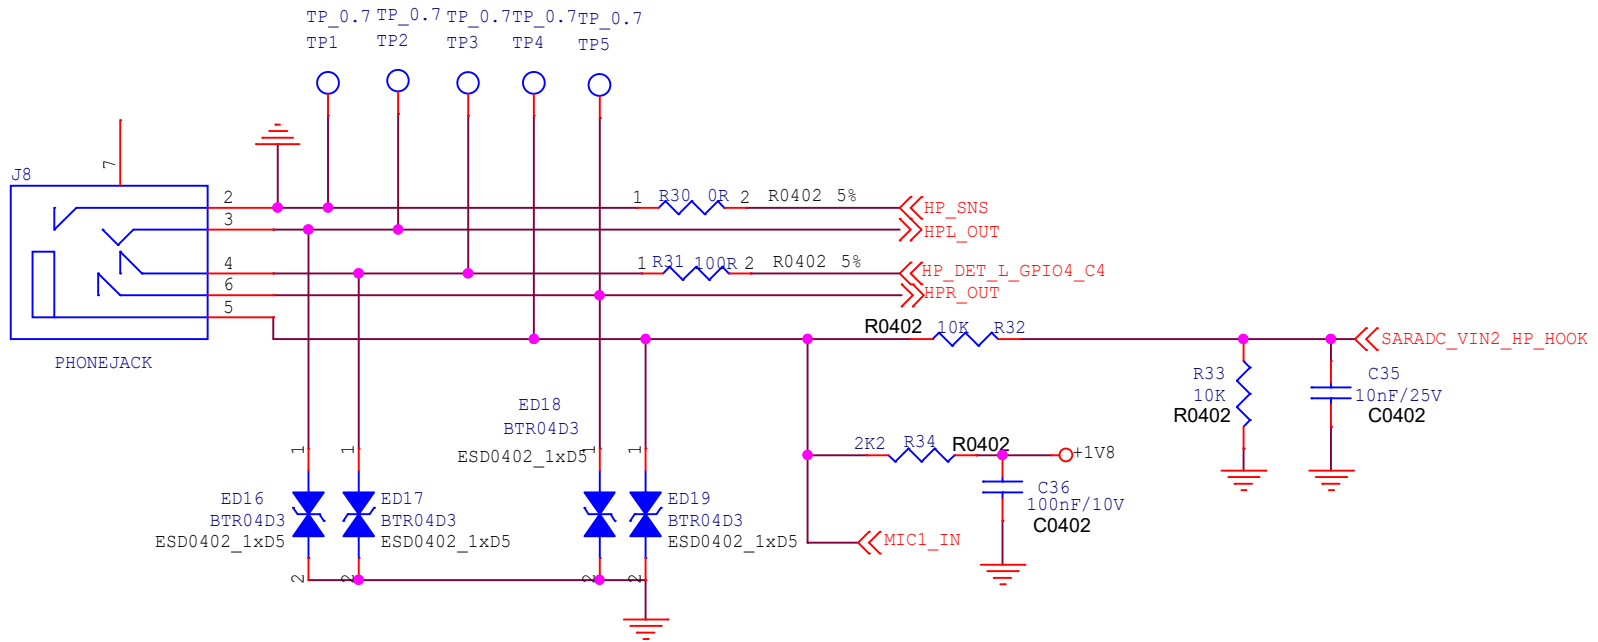 TP_0.7 TP_0.7 TP_0.7 TP_0.7 TP_0.7
TP1 TP2 TP3 TP4 TP5
7
J8
2
1 R30 0R 2 R0402 5%
HP_SNS
3
HPL_OUT
4
1 R31 100R 2 R0402 5%
HP_DET_L_GPIO4_C4
6
HPR_OUT
5
R0402 10K R32
SARADC_VIN2_HP_HOOK
PHONEJACK
R33
10K
R0402
C35
10nF/25V
C0402
ED18
BTR04D3
ESD0402_1xD5
1
1
1
1
2K2 R34 R0402
+1V8
C36
100nF/10V
C0402
ED16
BTR04D3
ESD0402_1xD5
ED17
BTR04D3
ESD0402_1xD5
ED19
BTR04D3
ESD0402_1xD5
MIC1_IN
2
2
2
2